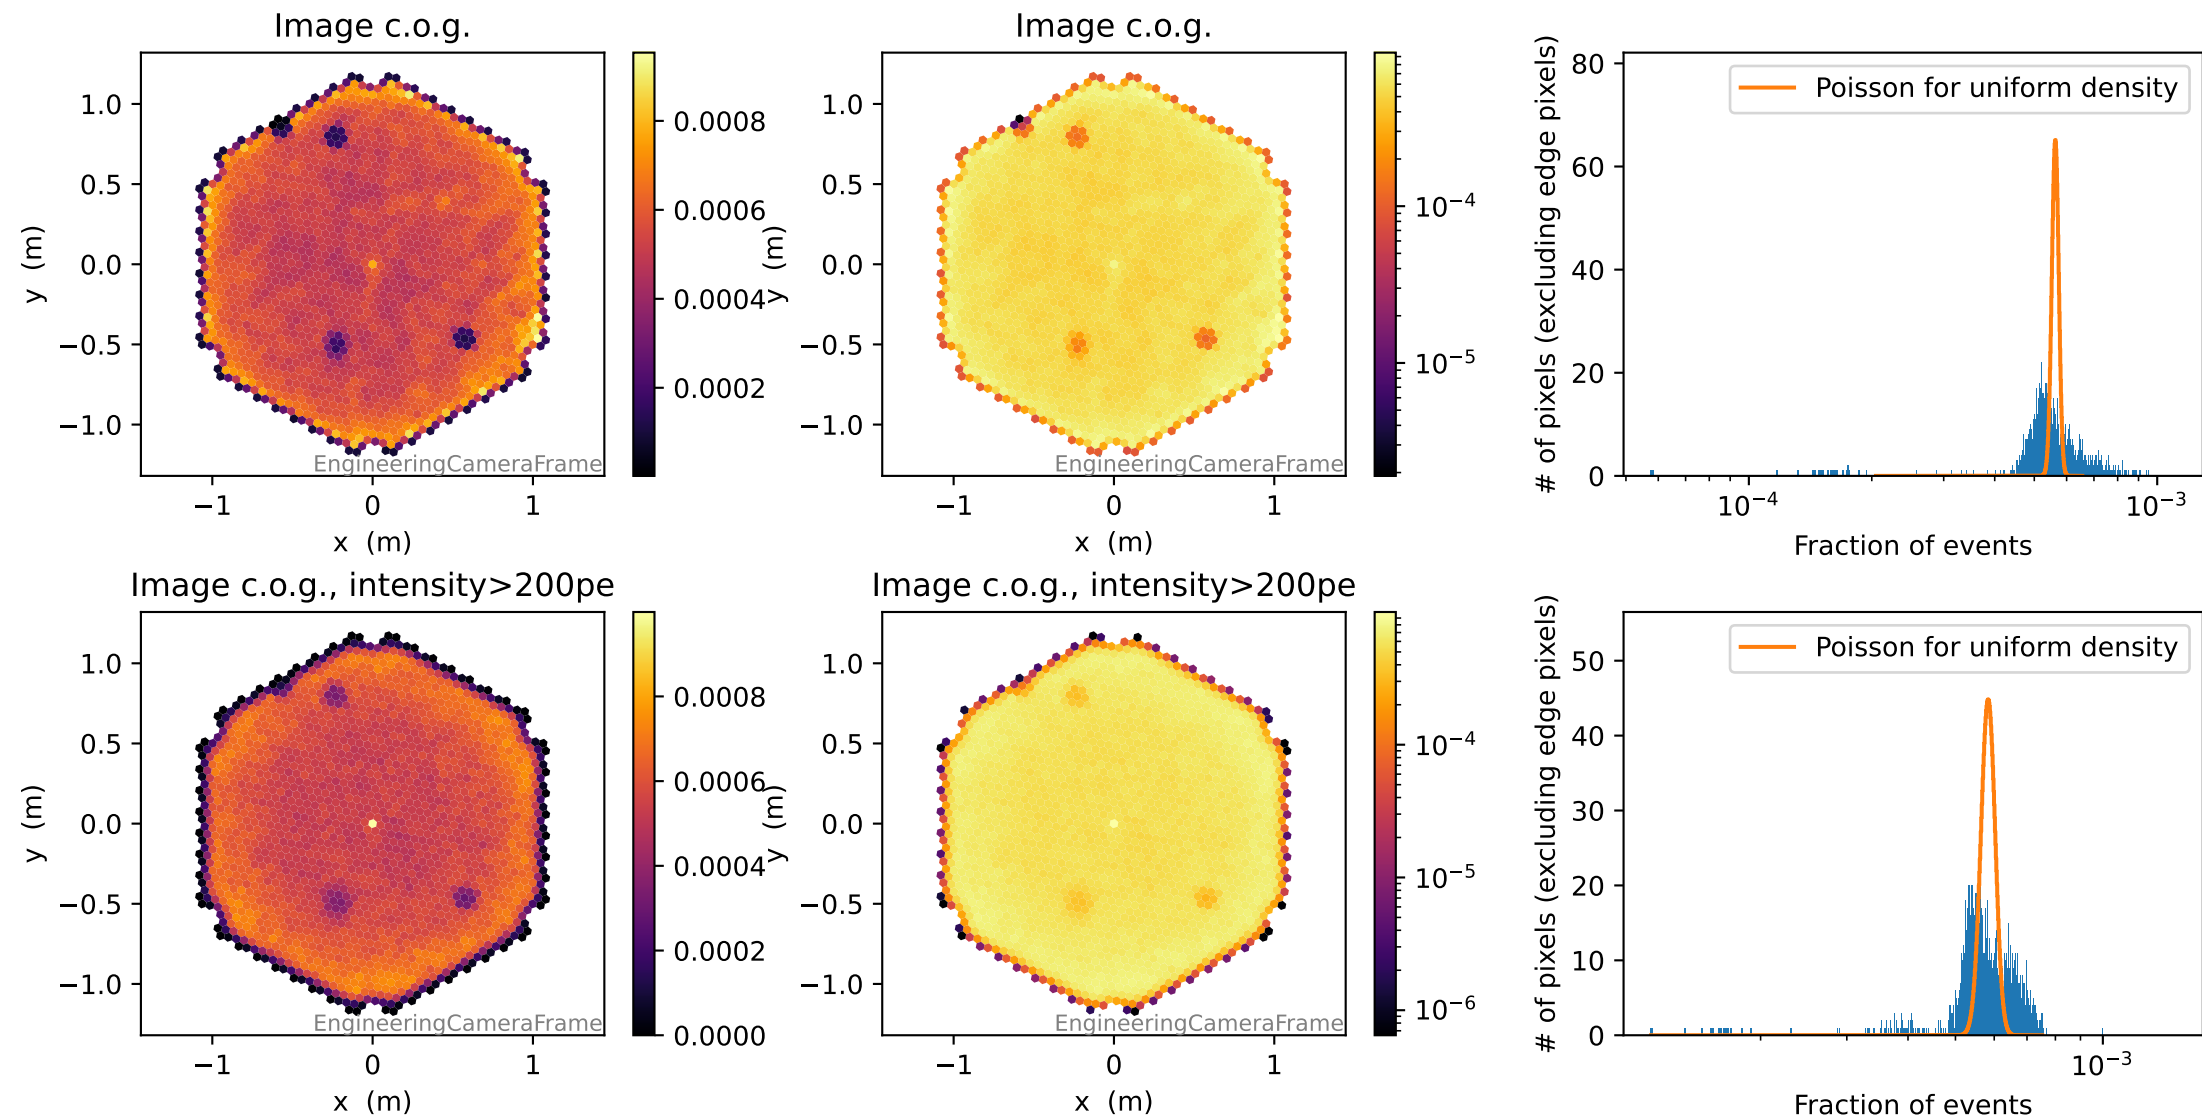 Image c.o.g.
1.0
0.5
0.0
−0.5
−1.0
y (m)
−1
0
1
x (m)
EngineeringCameraFrame
0.0008
0.0006
0.0004
0.0002
Image c.o.g.
1.0
0.5
0.0
−0.5
−1.0
y (m)
−1
0
1
x (m)
EngineeringCameraFrame
10⁻⁴
10⁻⁵
# of pixels (excluding edge pixels)
80
60
40
20
0
Poisson for uniform density
10⁻⁴
10⁻³
Fraction of events
Image c.o.g., intensity>200pe
1.0
0.5
0.0
−0.5
−1.0
y (m)
−1
0
1
x (m)
EngineeringCameraFrame
0.0008
0.0006
0.0004
0.0002
0.0000
Image c.o.g., intensity>200pe
1.0
0.5
0.0
−0.5
−1.0
y (m)
−1
0
1
x (m)
EngineeringCameraFrame
10⁻⁴
10⁻⁵
10⁻⁶
# of pixels (excluding edge pixels)
50
40
30
20
10
0
Poisson for uniform density
10⁻³
Fraction of events